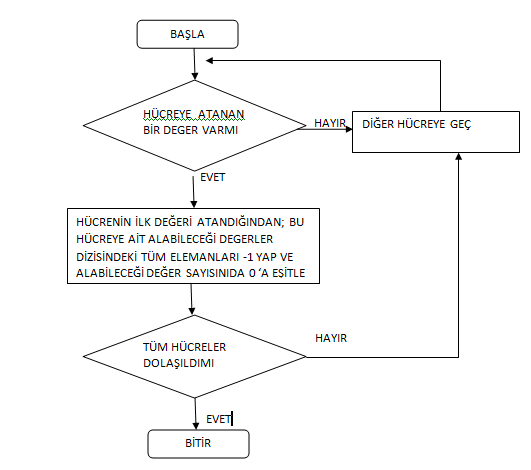 BAŞLA
HÜCREYE ATANAN
BİR DEGER VARMI
HAYIR
DİĞER HÜCREYE GEÇ
EVET
HÜCRENİN İLK DEĞERİ ATANDIĞINDAN; BU
HÜCREYE AİT ALABİLECEĞİ DEGERLER
DİZİSİNDEKİ TÜM ELEMANLARI -1 YAP VE
ALABİLECEĞİ DEĞER SAYISINIDA 0 ‘A EŞİTLE
HAYIR
TÜM HÜCRELER
DOLAŞILDIMI
EVET
BİTİR